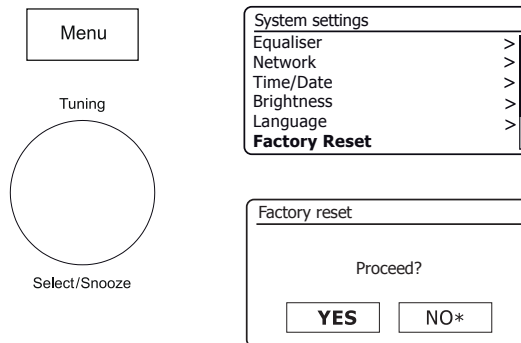 Menu
Tuning
Select/Snooze
System settings
Equaliser >
Network >
Time/Date >
Brightness >
Language >
Factory Reset
Factory reset
Proceed?
YES NO*